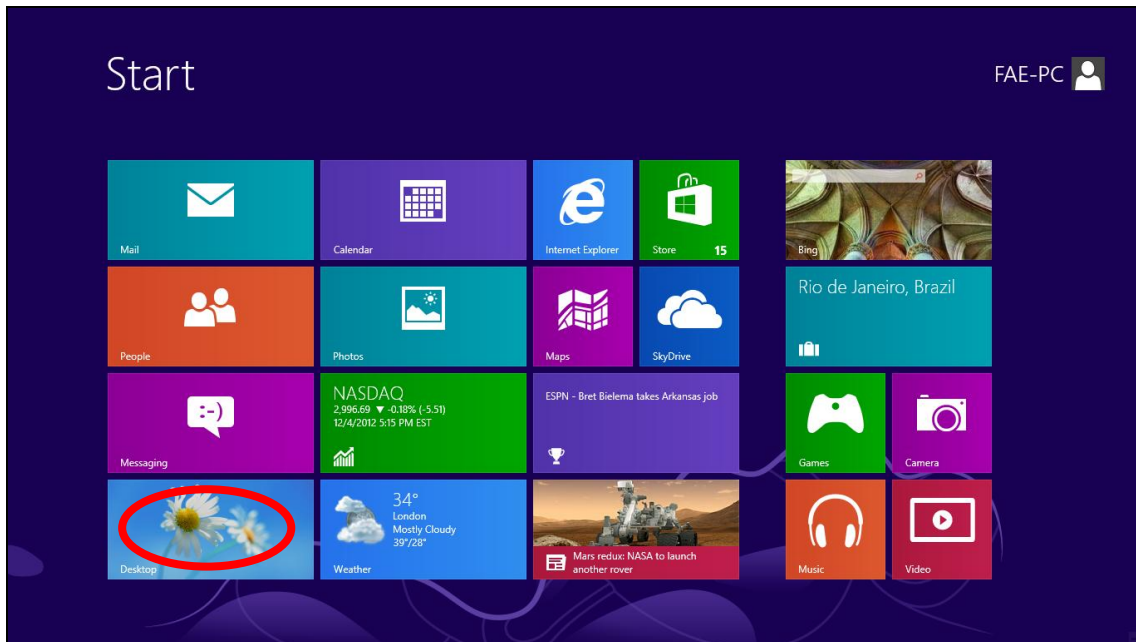 Start
FAE-PC
Mail
Calendar
Internet Explorer
Store 15
Bing
People
Photos
Maps
SkyDrive
Rio de Janeiro, Brazil
Messaging
NASDAQ
2,996.69 ▼ -0.18% (-5.51)
12/4/2012 5:15 PM EST
ESPN - Bret Bielema takes Arkansas job
Games
Camera
Desktop
34°
London
Mostly Cloudy
39°/28°
Weather
Mars redux: NASA to launch
another rover
Music
Video